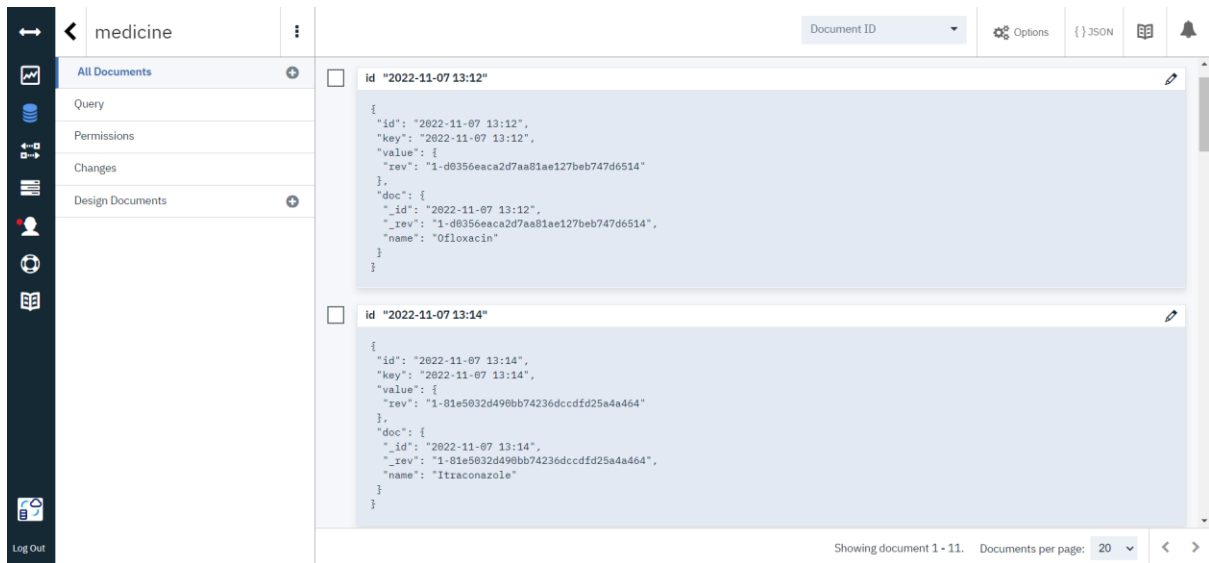 medicine
Document ID
Options
{ } JSON
All Documents
Query
Permissions
Changes
Design Documents
Log Out
id "2022-11-07 13:12"
{
"id": "2022-11-07 13:12",
"key": "2022-11-07 13:12",
"value": {
"rev": "1-d0356eaca2d7aa81ae127beb747d6514"
},
"doc": {
"_id": "2022-11-07 13:12",
"_rev": "1-d0356eaca2d7aa81ae127beb747d6514",
"name": "Ofloxacin"
}
}
id "2022-11-07 13:14"
{
"id": "2022-11-07 13:14",
"key": "2022-11-07 13:14",
"value": {
"rev": "1-81e5032d490bb74236dccdfd25a4a464"
},
"doc": {
"_id": "2022-11-07 13:14",
"_rev": "1-81e5032d490bb74236dccdfd25a4a464",
"name": "Itraconazole"
}
}
Showing document 1 - 11. Documents per page: 20